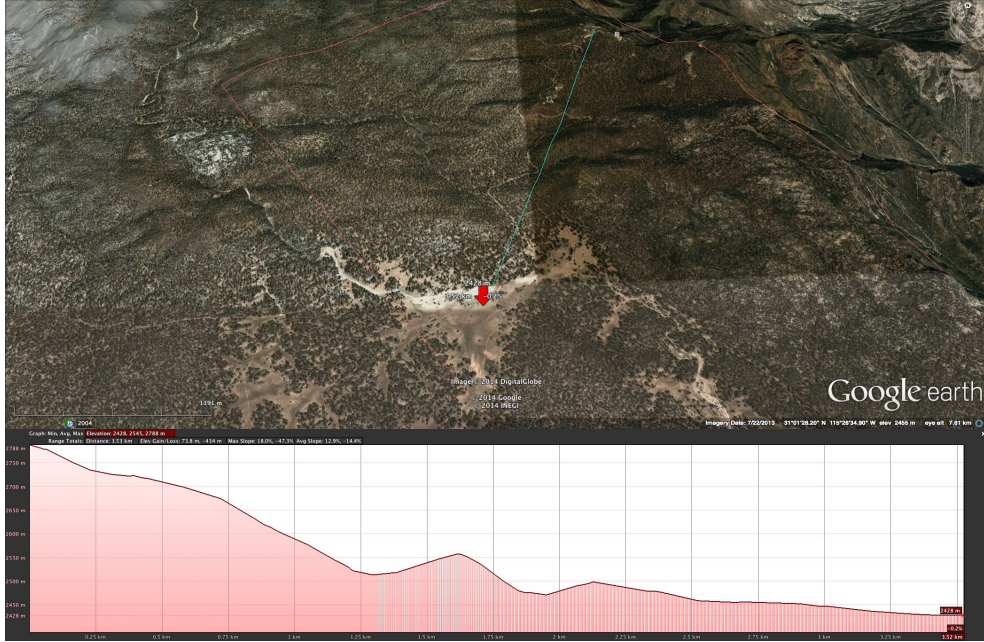 2428 m
1191 m
Image © 2014 DigitalGlobe
© 2014 Google
© 2014 INEGI
Google earth
2004
Imagery Date: 7/22/2013 31°01'28.20" N 115°28'34.90" W elev 2455 m eye alt 7.61 km
Graph: Min, Avg, Max Elevation: 2428, 2545, 2788 m
Range Totals: Distance: 3.53 km Elev Gain/Loss: 73.8 m, -434 m Max Slope: 18.0%, -47.3% Avg Slope: 12.9%, -14.4%
2788 m
2750 m
2700 m
2650 m
2600 m
2550 m
2500 m
2450 m
2428 m
2428 m
-0.2%
0.25 km 0.5 km 0.75 km 1 km 1.25 km 1.5 km 1.75 km 2 km 2.25 km 2.5 km 2.75 km 3 km 3.25 km 3.52 km